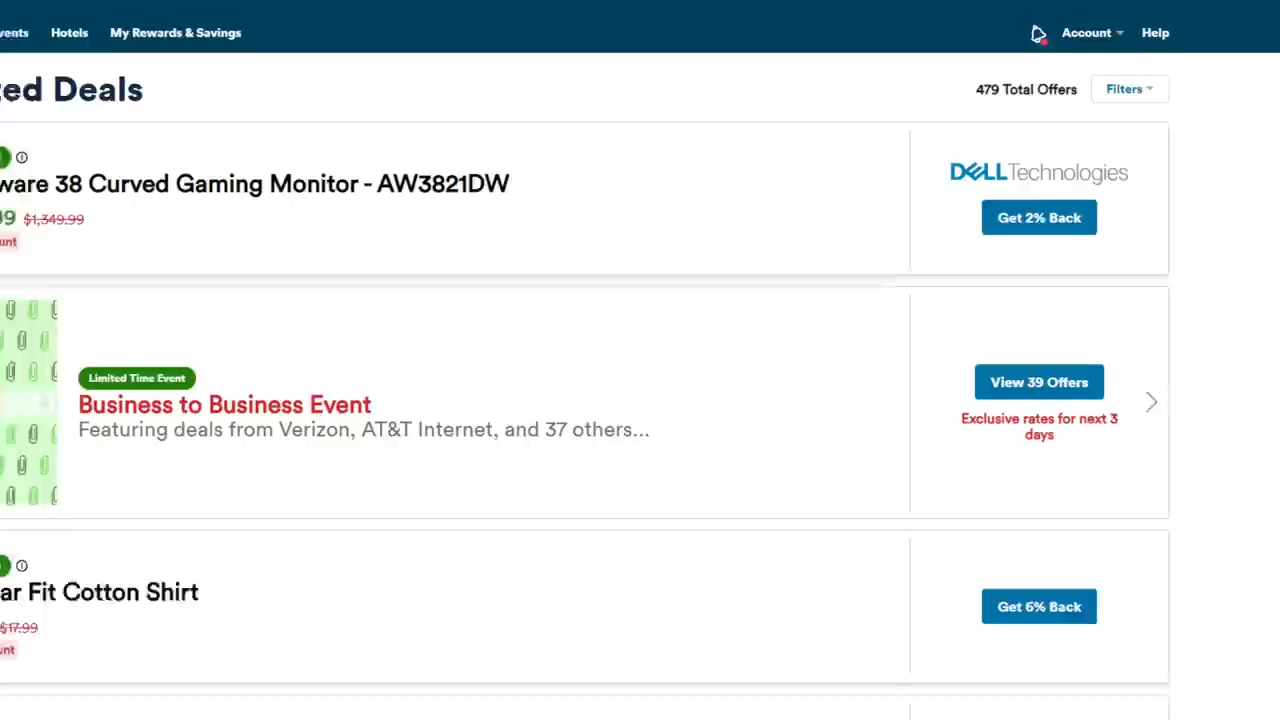 Hotels My Rewards & Savings Account Help
Deals
479 Total Offers Filters
38 Curved Gaming Monitor - AW3821DW
$1,349.99
DELLTechnologies
Get 2% Back
Limited Time Event
Business to Business Event
Featuring deals from Verizon, AT&T Internet, and 37 others...
View 39 Offers
Exclusive rates for next 3
days
Fit Cotton Shirt
$17.99
Get 6% Back